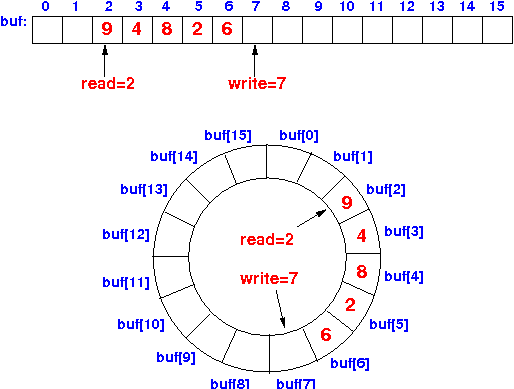 0 1 2 3 4 5 6 7 8 9 10 11 12 13 14 15
buf: 9 4 8 2 6
read=2 write=7
buf[15] buf[0]
buf[14] buf[1]
buf[13] buf[2]
9
buf[12] read=2 4 buf[3]
write=7 8 buf[4]
buf[11]
2
buf[10] buf[5]
6
buf[9] buf[6]
buf[8] buf[7]